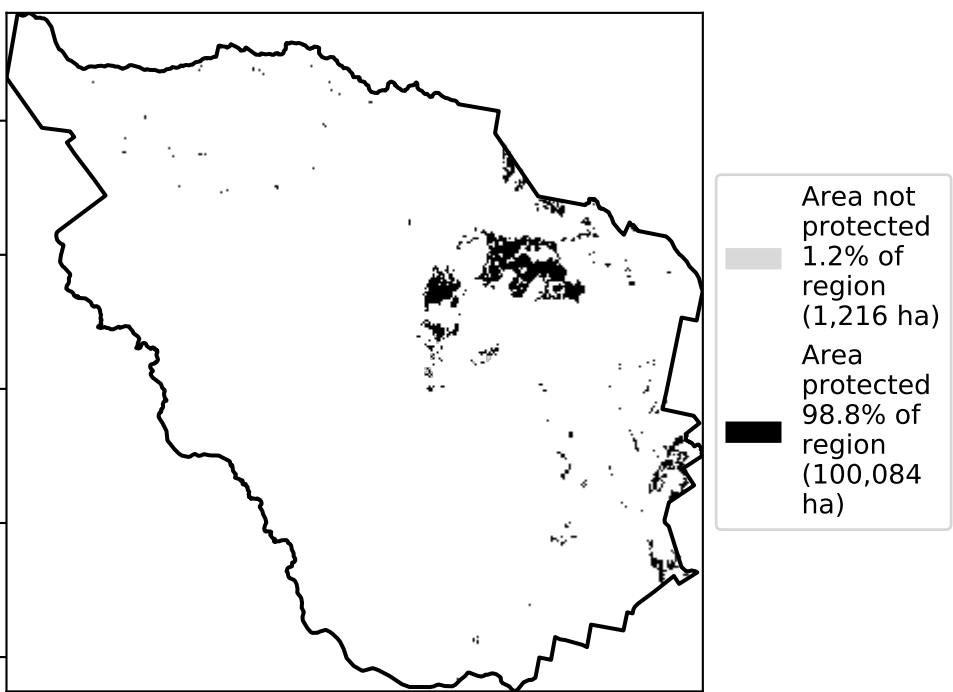 Area not
protected
1.2% of
region
(1,216 ha)
Area
protected
98.8% of
region
(100,084
ha)